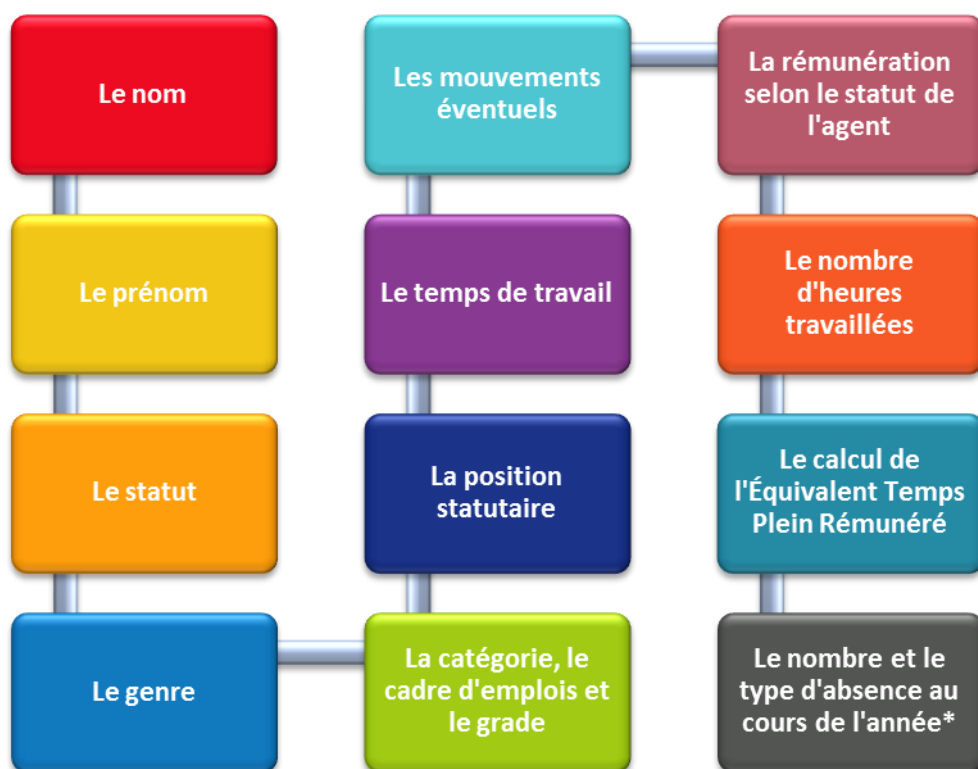 Le nom
Le prénom
Le statut
Le genre
La catégorie, le
cadre d'emplois et
le grade
La position
statutaire
Le temps de travail
Les mouvements
éventuels
La rémunération
selon le statut de
l'agent
Le nombre
d'heures
travaillées
Le calcul de
l'Équivalent Temps
Plein Rémunéré
Le nombre et le
type d'absence au
cours de l'année*